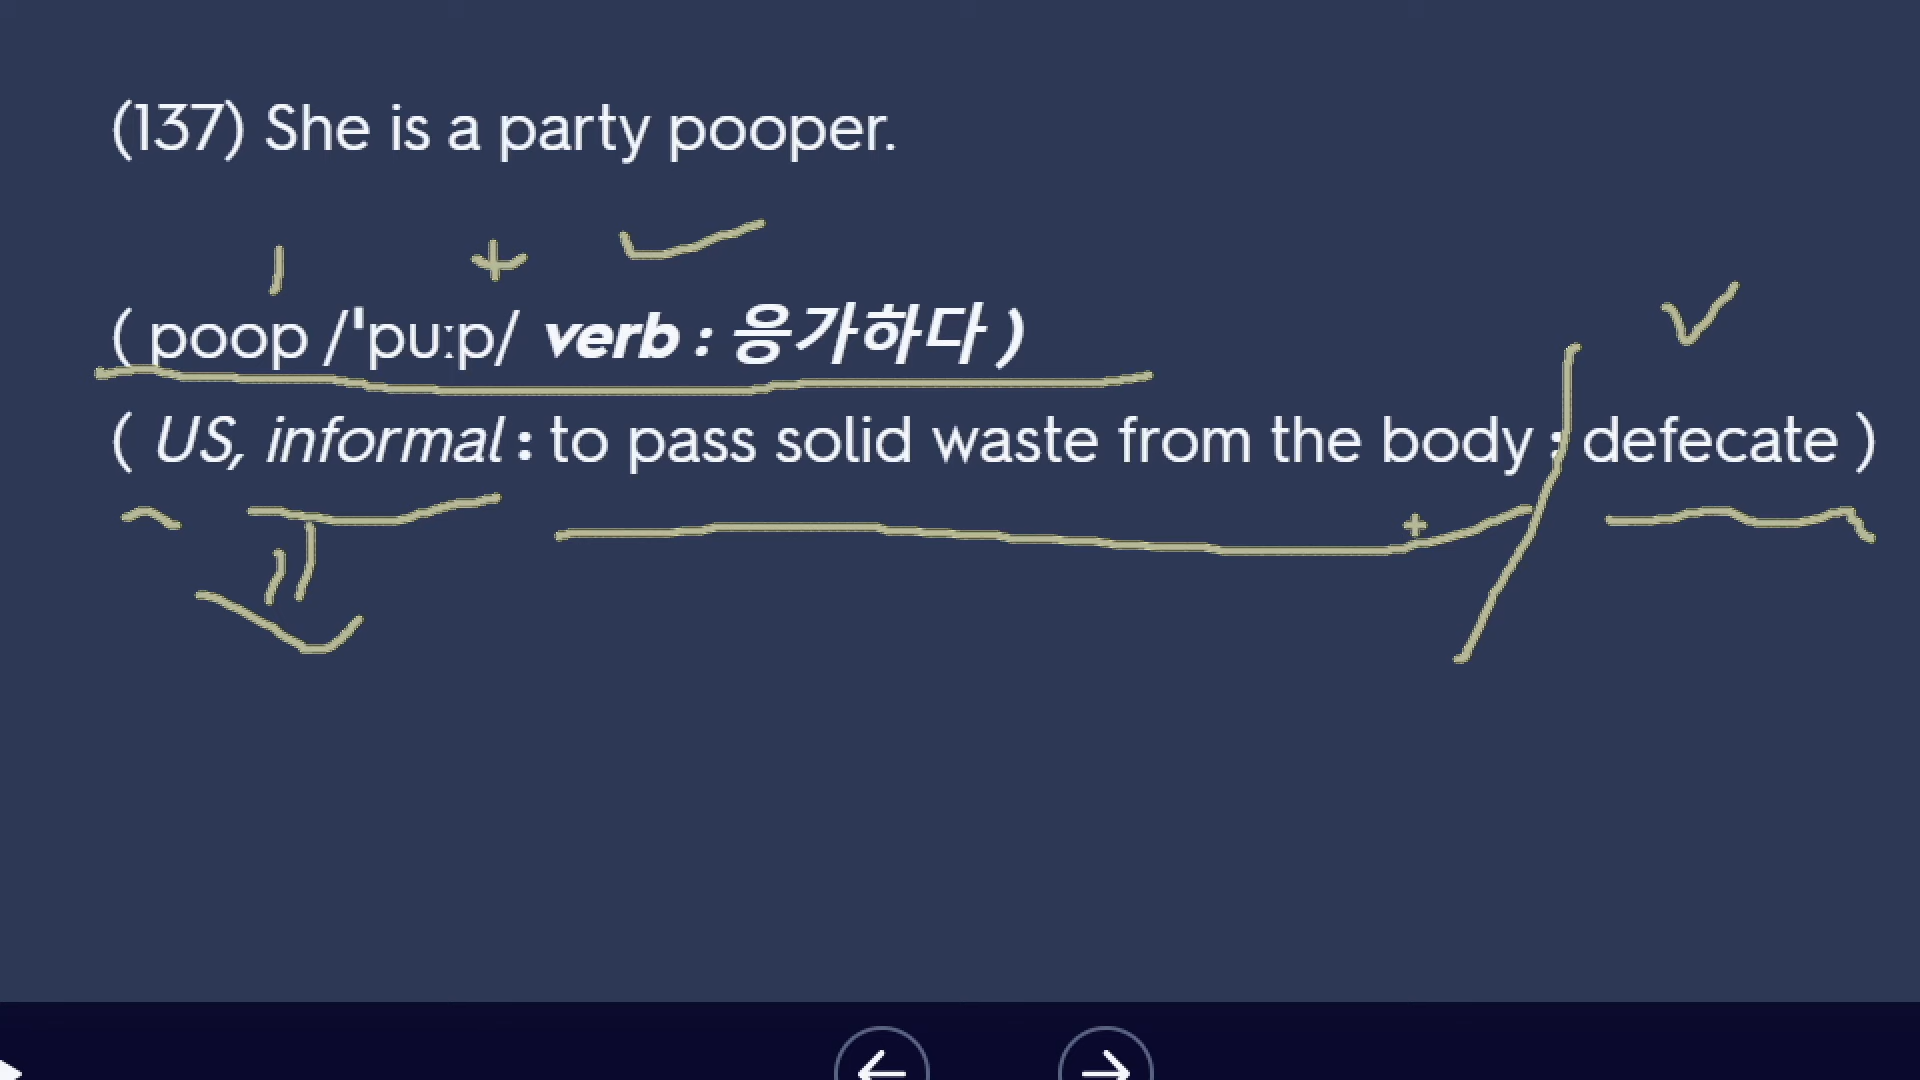 (137) She is a party pooper.
( poop /ˈpuːp/ verb : 응가하다 )
( US, informal : to pass solid waste from the body ; defecate )